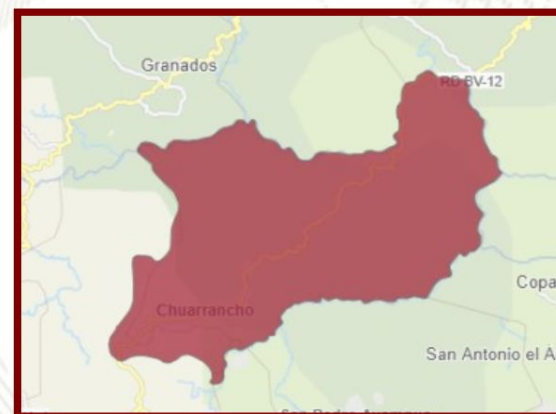 Granados
RD BV-12
Chuarrancho
Copa
San Antonio el A